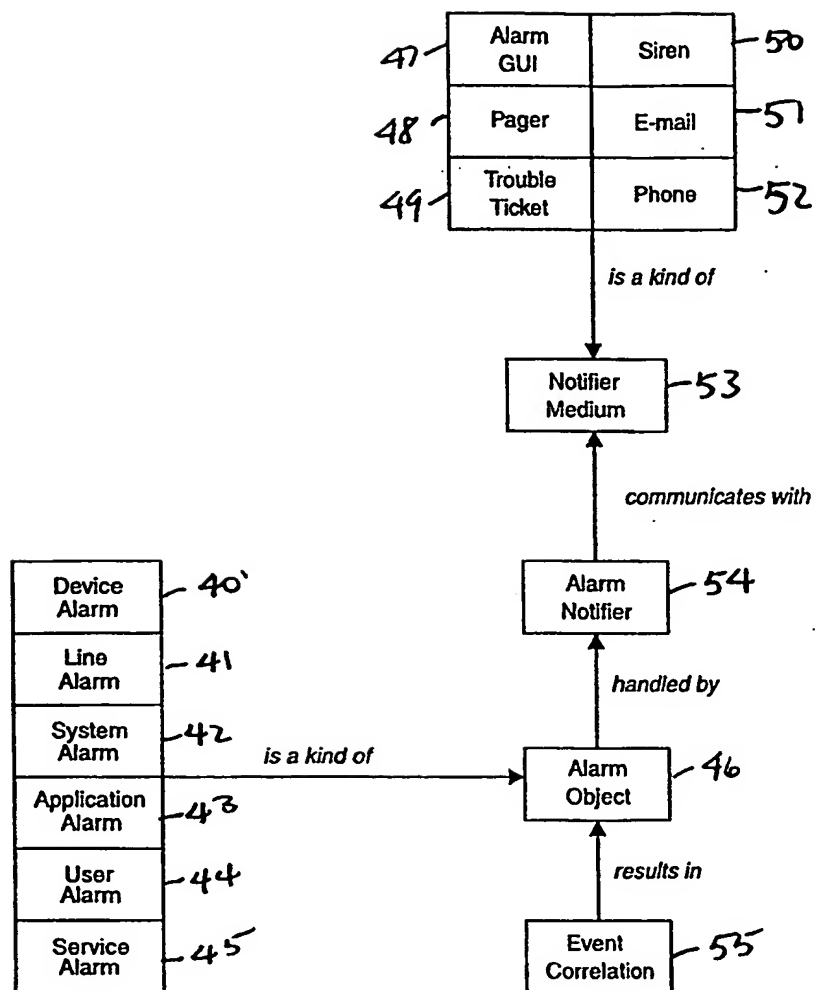 47
Alarm
GUI
Siren
50
48
Pager
E-mail
51
49
Trouble
Ticket
Phone
52
is a kind of
Notifier
Medium
53
communicates with
Device
Alarm
40
Alarm
Notifier
54
Line
Alarm
41
handled by
System
Alarm
42
is a kind of
Alarm
Object
46
Application
Alarm
43
User
Alarm
44
results in
Service
Alarm
45
Event
Correlation
55